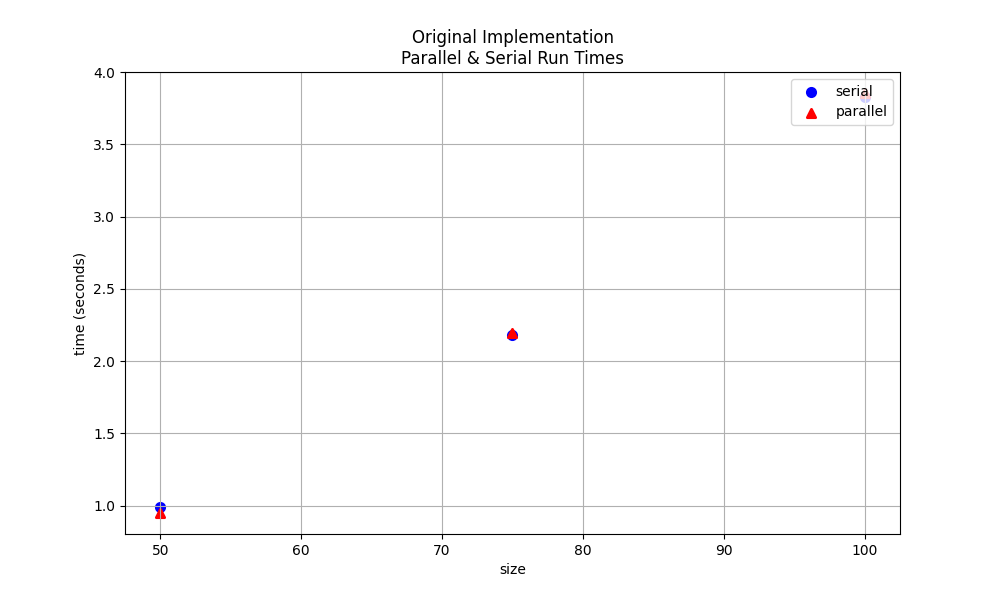 Original Implementation
Parallel & Serial Run Times
4.0
3.5
3.0
2.5
2.0
1.5
1.0
time (seconds)
serial
parallel
50
60
70
80
90
100
size